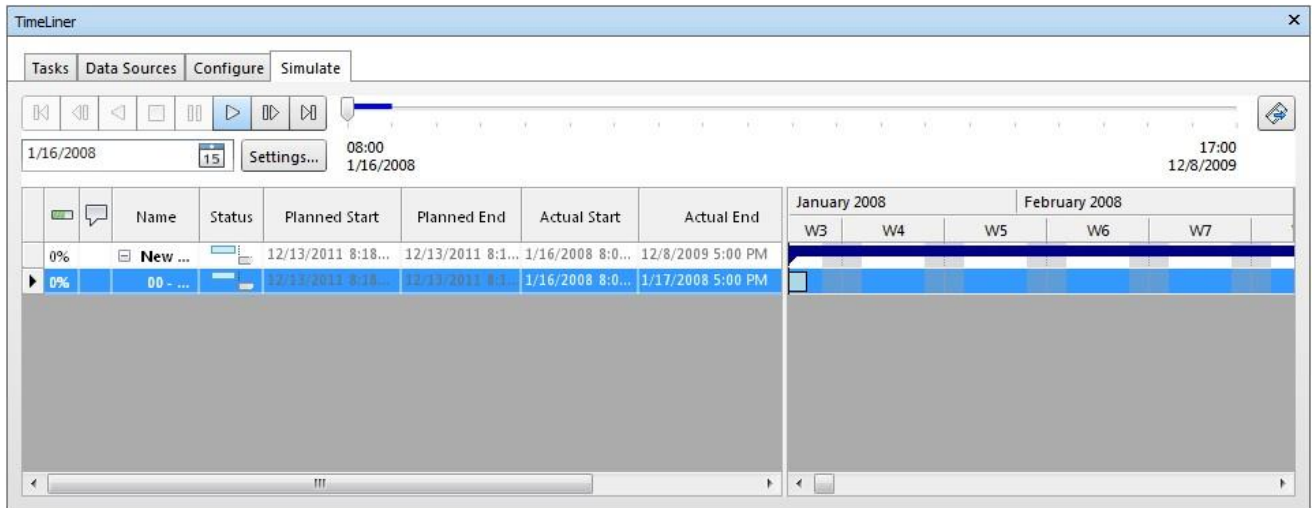 TimeLiner
Tasks Data Sources Configure Simulate
1/16/2008 15 Settings... 08:00 17:00
1/16/2008 12/8/2009
Name Status Planned Start Planned End Actual Start Actual End January 2008 February 2008
W3 W4 W5 W6 W7
0% New ... 12/13/2011 8:18... 12/13/2011 8:1... 1/16/2008 8:0... 12/8/2009 5:00 PM
0% 00 - ... 12/13/2011 8:18... 12/13/2011 8:1... 1/16/2008 8:0... 1/17/2008 5:00 PM